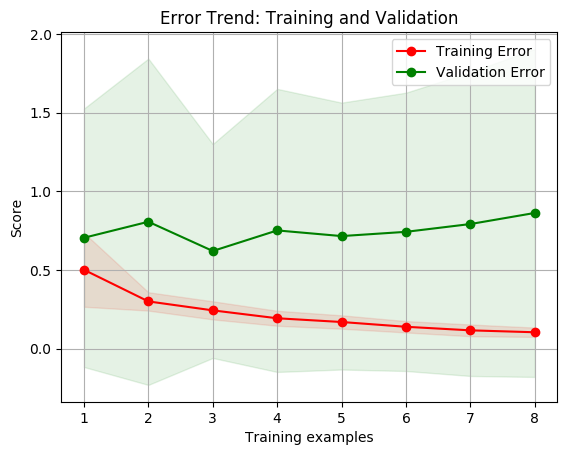 Error Trend: Training and Validation
2.0
1.5
1.0
0.5
0.0
Score
Training Error
Validation Error
1 2 3 4 5 6 7 8
Training examples